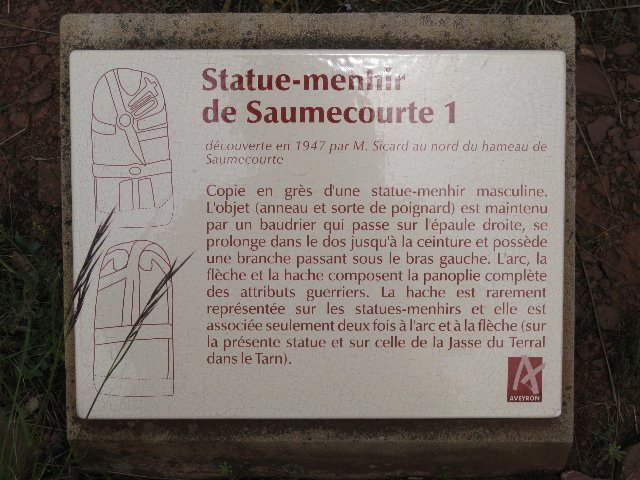 Statue-menhir
de Saumecourte 1
découverte en 1947 par M. Sicard au nord du hameau de
Saumecourte
Copie en grès d'une statue-menhir masculine.
L'objet (anneau et sorte de poignard) est maintenu
par un baudrier qui passe sur l'épaule droite, se
prolonge dans le dos jusqu'à la ceinture et possède
une branche passant sous le bras gauche. L'arc, la
flèche et la hache composent la panoplie complète
des attributs guerriers. La hache est rarement
représentée sur les statues-menhirs et elle est
associée seulement deux fois à l'arc et à la flèche (sur
la présente statue et sur celle de la Jasse du Terral
dans le Tarn).
AVEYRON